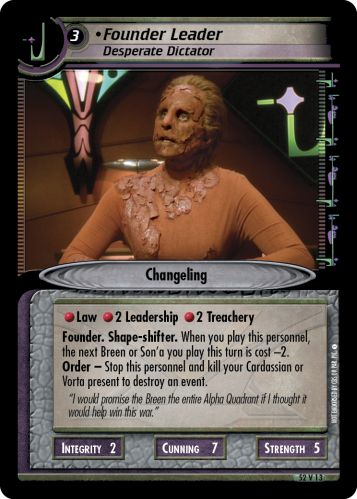 3
•Founder Leader
Desperate Dictator
Changeling
Law 2 Leadership 2 Treachery
Founder. Shape-shifter. When you play this personnel,
the next Breen or Son'a you play this turn is cost –2.
Order – Stop this personnel and kill your Cardassian or
Vorta present to destroy an event.
"I would promise the Breen the entire Alpha Quadrant if I thought it
would help win this war."
INTEGRITY 2
CUNNING 7
STRENGTH 5
52 V 13